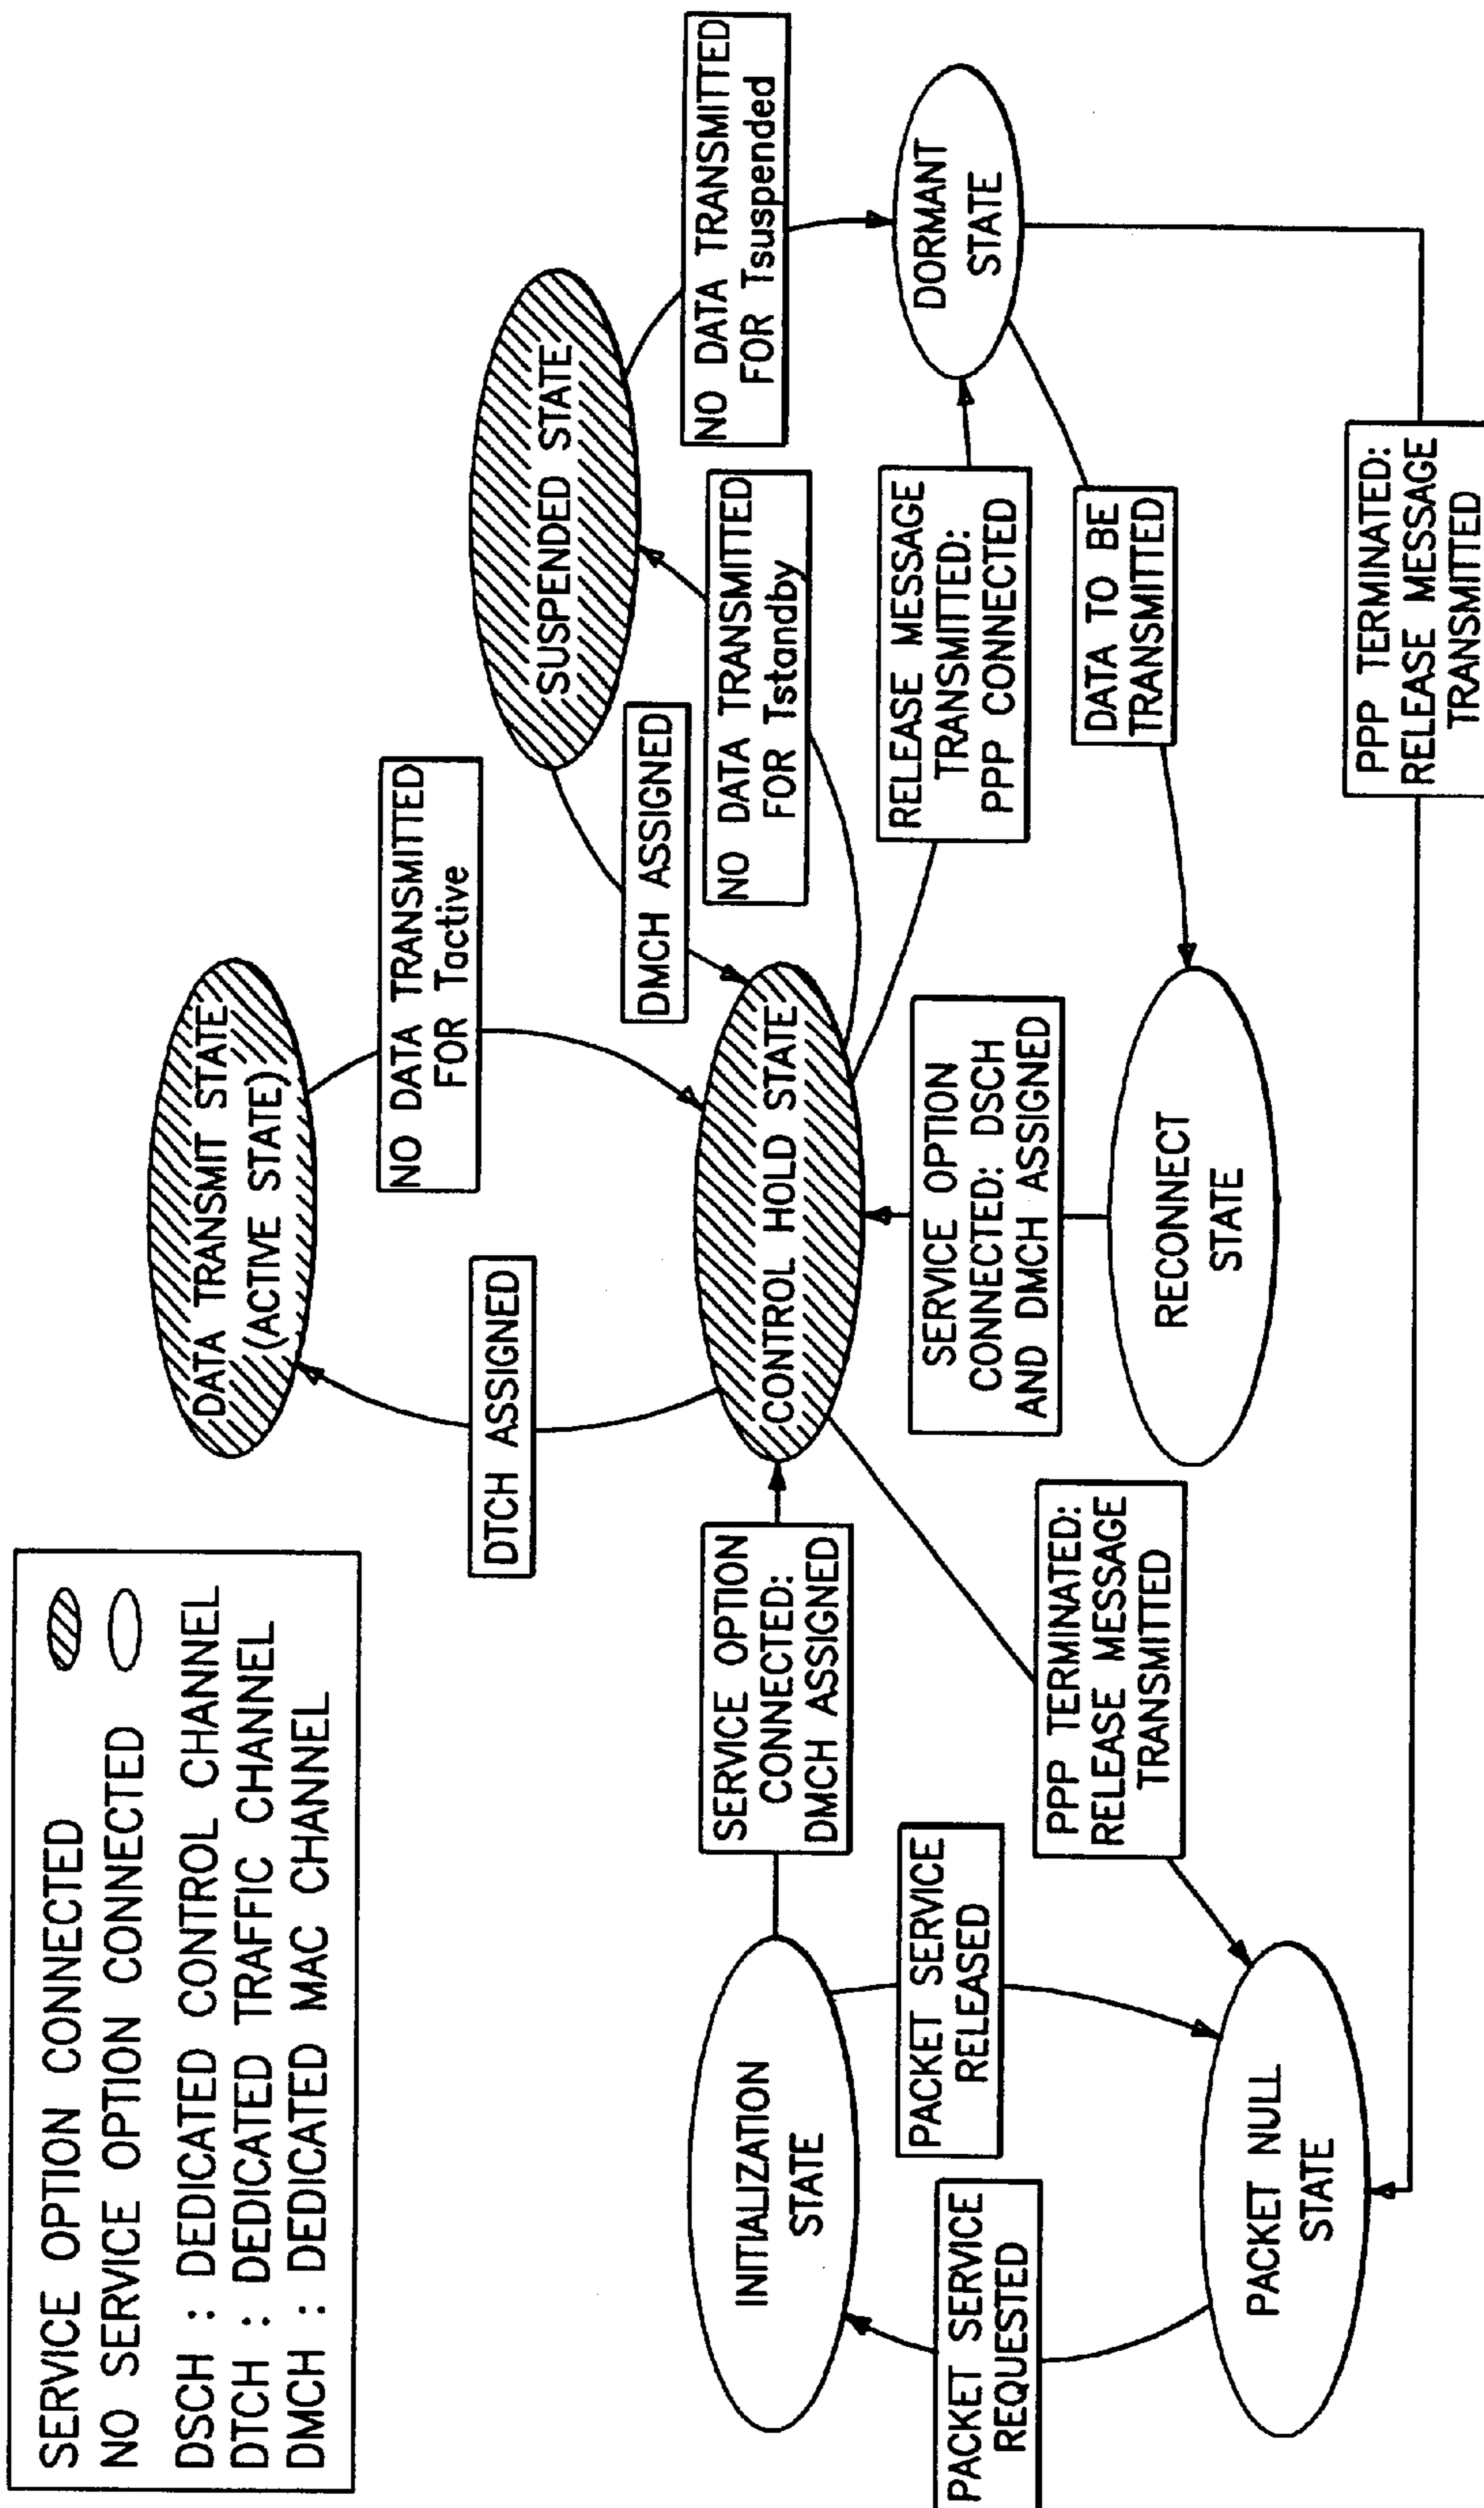 SERVICE OPTION CONNECTED
NO SERVICE OPTION CONNECTED
DSCH : DEDICATED CONTROL CHANNEL
DTCH : DEDICATED TRAFFIC CHANNEL
DMCH : DEDICATED MAC CHANNEL
DATA TRANSMIT STATE
(ACTIVE STATE)
DTCH ASSIGNED
NO DATA TRANSMITTED
FOR Tactive
SUSPENDED STATE
DMCH ASSIGNED
NO DATA TRANSMITTED
FOR Tstandby
NO DATA TRANSMITTED
FOR Tsuspended
INITIALIZATION
STATE
SERVICE OPTION
CONNECTED:
DMCH ASSIGNED
CONTROL HOLD STATE
RELEASE MESSAGE
TRANSMITTED:
PPP CONNECTED
DORMANT
STATE
PACKET SERVICE
REQUESTED
PACKET SERVICE
RELEASED
PPP TERMINATED:
RELEASE MESSAGE
TRANSMITTED
SERVICE OPTION
CONNECTED: DSCH
AND DMCH ASSIGNED
DATA TO BE
TRANSMITTED
PACKET NULL
STATE
RECONNECT
STATE
PPP TERMINATED:
RELEASE MESSAGE
TRANSMITTED